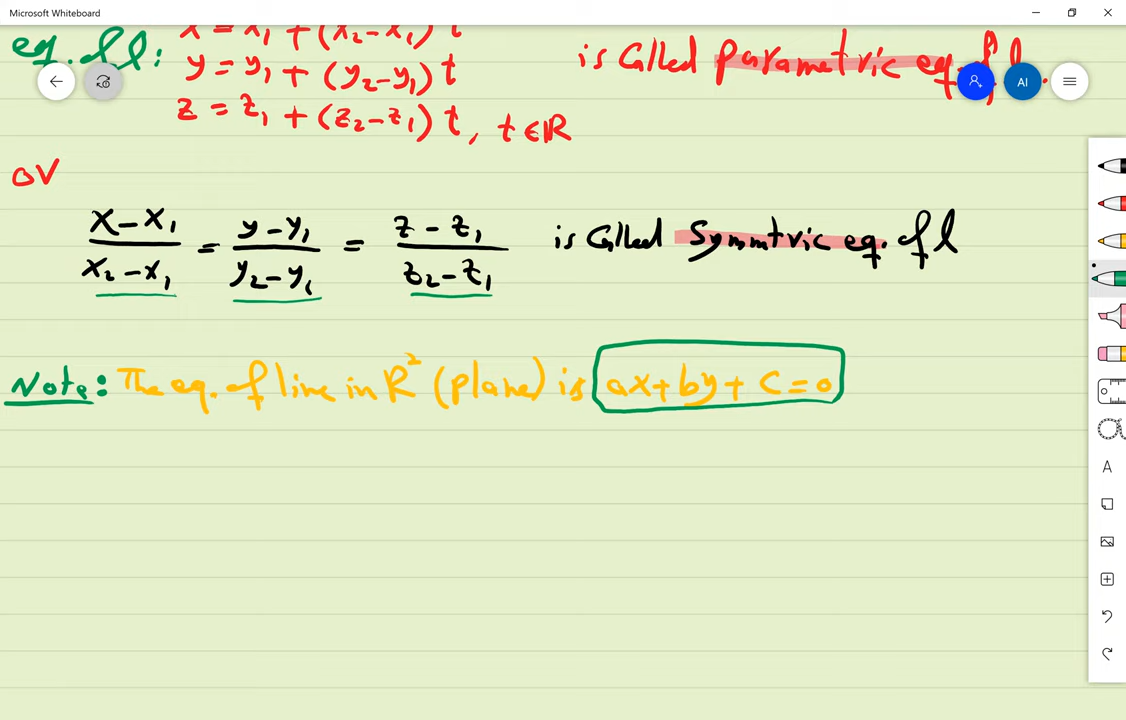 Microsoft Whiteboard
eq. of l: x = x₁ + (x₂-x₁) t
y = y₁ + (y₂-y₁) t is Called parametric eq. of l.
z = z₁ + (z₂-z₁) t, t∈ℝ
AI
or
(x-x₁)/(x₂-x₁) = (y-y₁)/(y₂-y₁) = (z-z₁)/(z₂-z₁) is Called Symmtric eq. of l
Note: The eq. of line in R² (plane) is ax+by+c=0
A